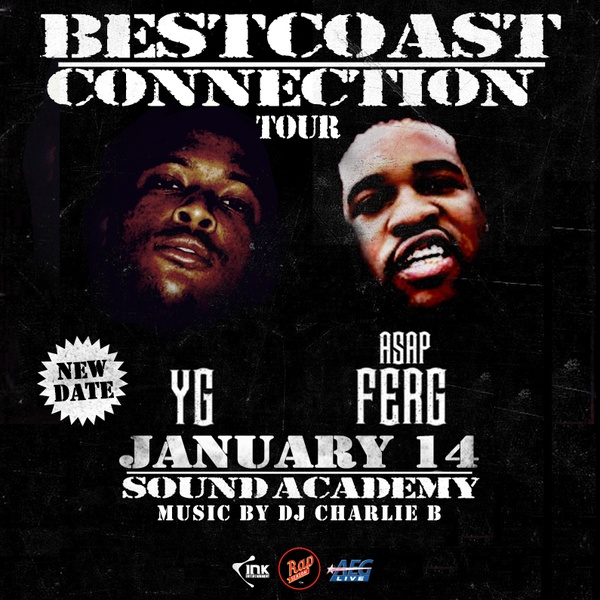 BESTCOAST
CONNECTION
TOUR
NEW
DATE
YG
ASAP
FERG
JANUARY 14
SOUND ACADEMY
MUSIC BY DJ CHARLIE B
INK
ENTERTAINMENT
Rap
AEG
LIVE